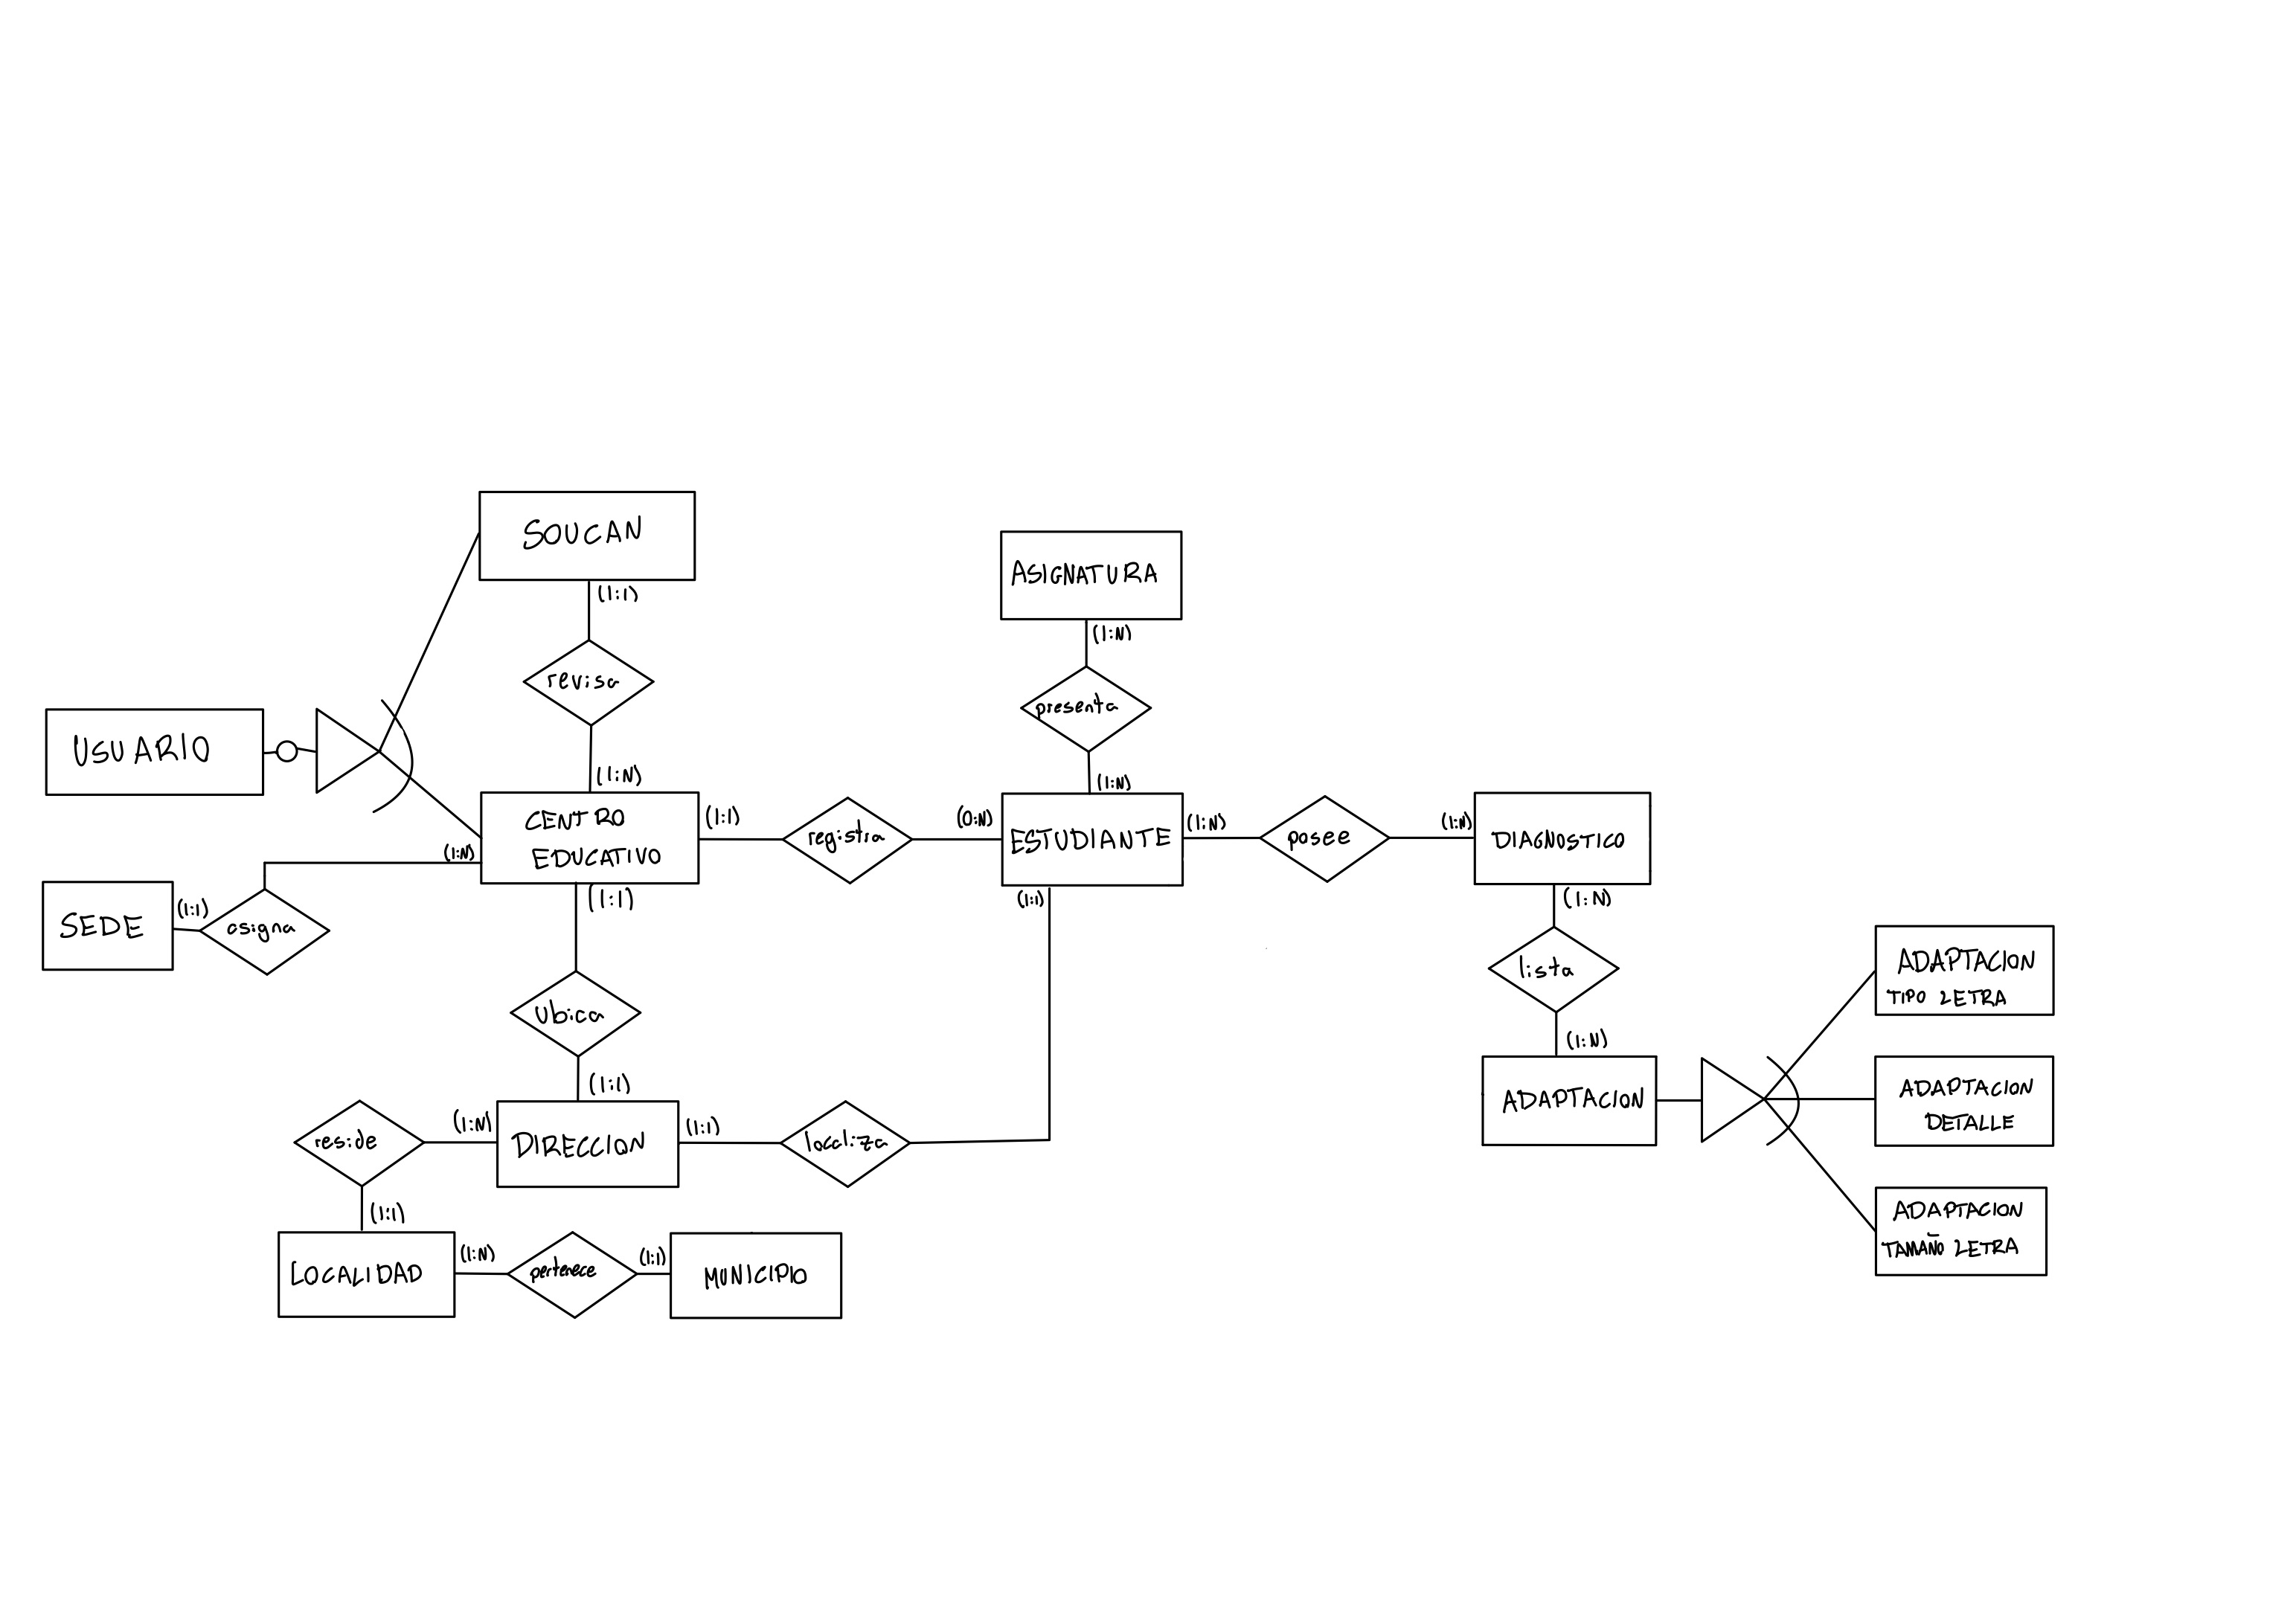 SOUCAN
(1:1)
revisa
(1:N)
USUARIO
CENTRO
EDUCATIVO
(1:N)
(1:1)
registra
(0:N)
ASIGNATURA
(1:N)
presenta
(1:N)
ESTUDIANTE
(1:N)
posee
(1:N)
DIAGNOSTICO
(1:1)
SEDE
(1:1)
asigna
(1:1)
ubica
(1:1)
(1:N)
lista
(1:N)
ADAPTACION
ADAPTACION
TIPO LETRA
ADAPTACION
DETALLE
ADAPTACION
TAMAÑO LETRA
reside
(1:N)
DIRECCION
(1:1)
localiza
(1:1)
LOCALIDAD
(1:N)
pertenece
(1:1)
MUNICIPIO